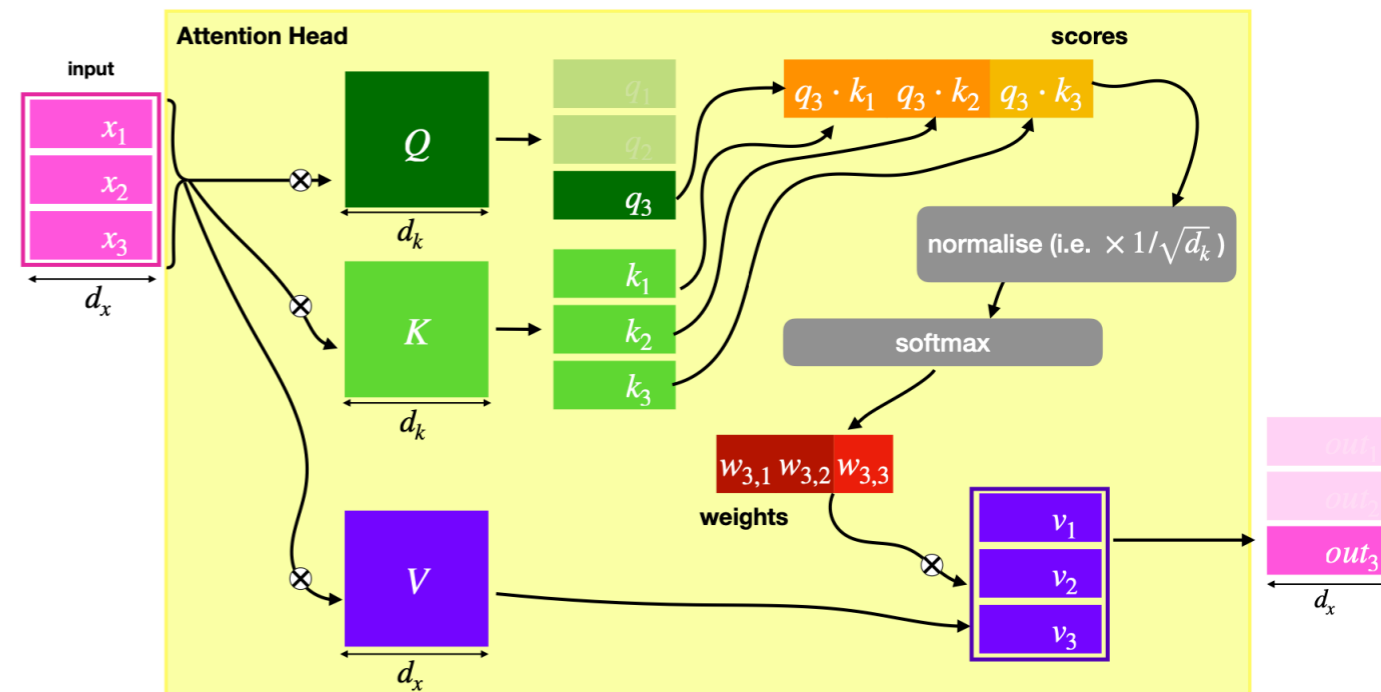 Attention Head
scores
input
x₁
x₂
x₃
dₓ
Q
dₖ
K
dₖ
V
dₓ
q₁
q₂
q₃
k₁
k₂
k₃
q₃ · k₁ q₃ · k₂ q₃ · k₃
normalise (i.e. × 1/√dₖ )
softmax
w₃,₁ w₃,₂ w₃,₃
weights
v₁
v₂
v₃
out₁
out₂
out₃
dₓ